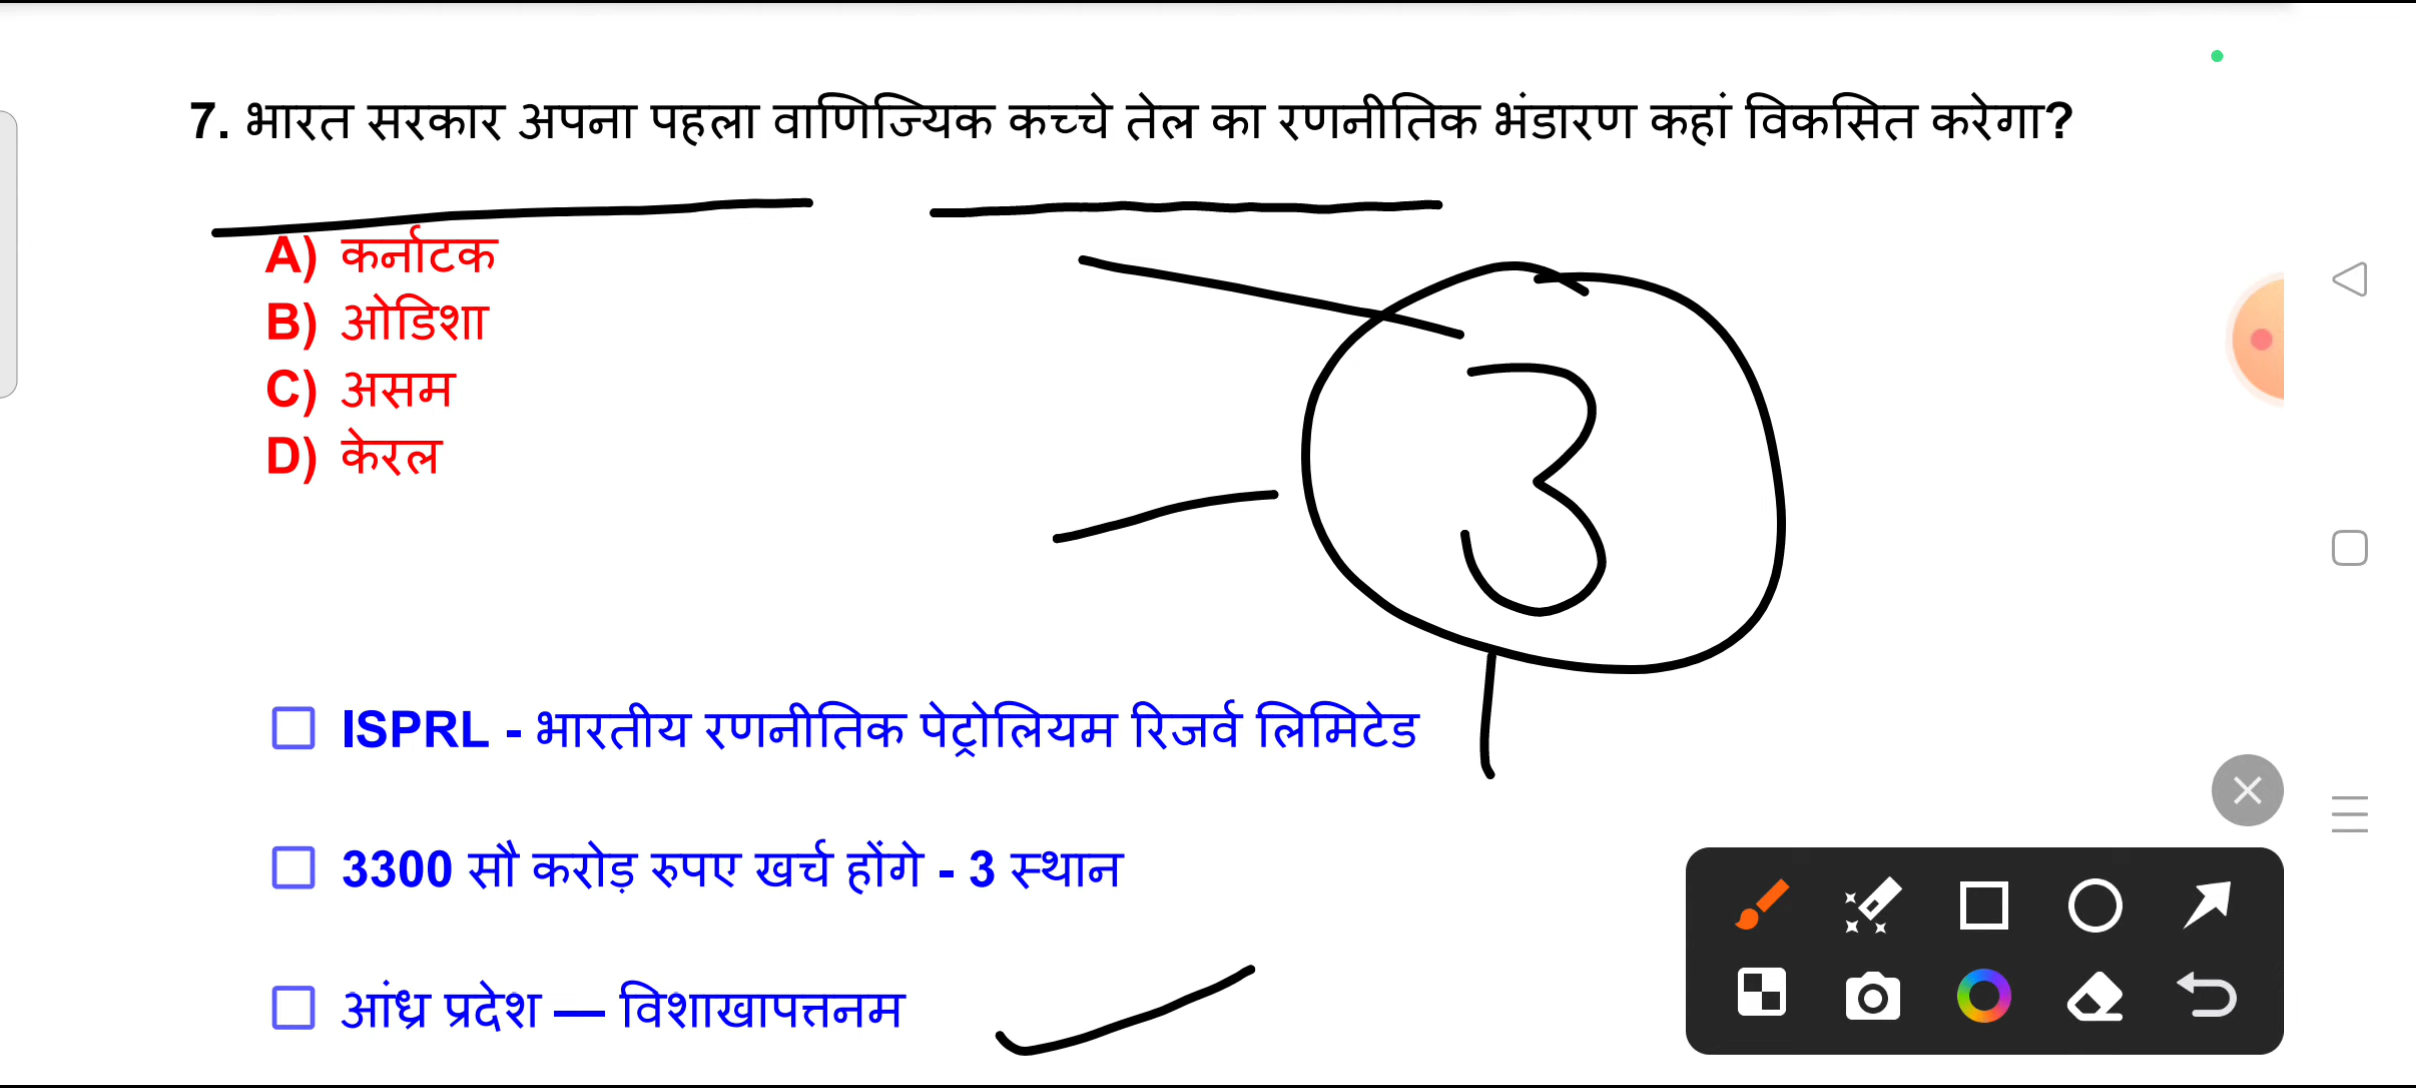 7. भारत सरकार अपना पहला वाणिज्यिक कच्चे तेल का रणनीतिक भंडारण कहां विकसित करेगा?
A) कर्नाटक
B) ओडिशा
C) असम
D) केरल
3
ISPRL - भारतीय रणनीतिक पेट्रोलियम रिजर्व लिमिटेड
3300 सौ करोड़ रुपए खर्च होंगे - 3 स्थान
आंध्र प्रदेश — विशाखापत्तनम